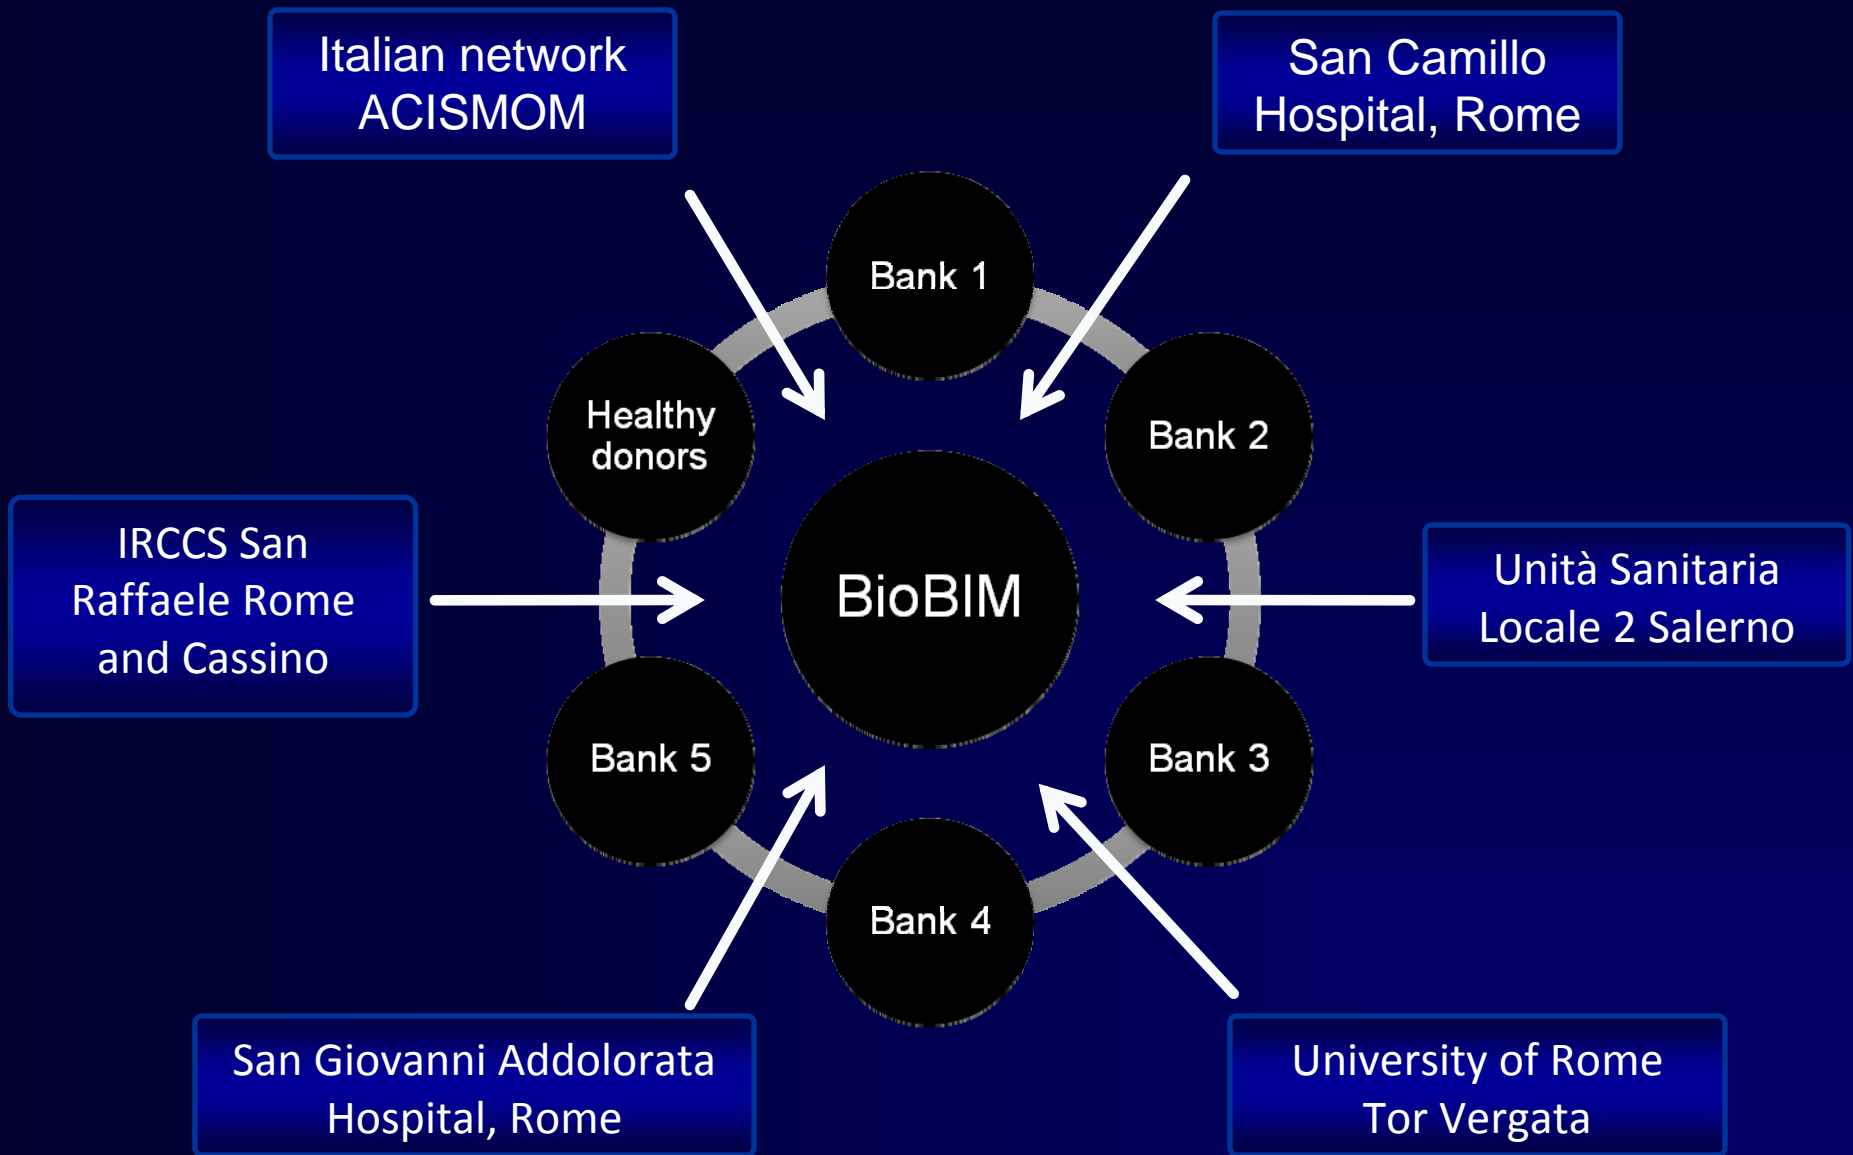 Italian network
ACISMOM
San Camillo
Hospital, Rome
Bank 1
Healthy
donors
Bank 2
IRCCS San
Raffaele Rome
and Cassino
BioBIM
Unità Sanitaria
Locale 2 Salerno
Bank 5
Bank 3
Bank 4
San Giovanni Addolorata
Hospital, Rome
University of Rome
Tor Vergata